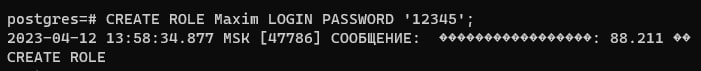 postgres=# CREATE ROLE Maxim LOGIN PASSWORD '12345';
2023-04-12 13:58:34.877 MSK [47786] СООБЩЕНИЕ:  ��������������������: 88.211 ��
CREATE ROLE